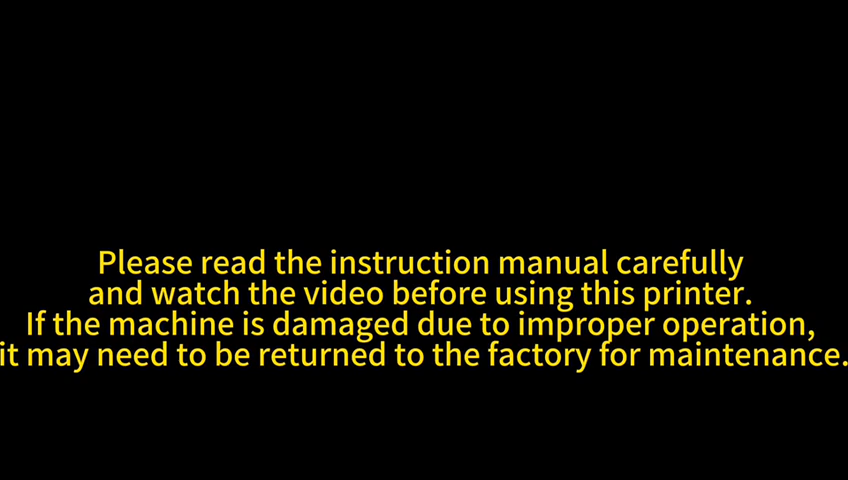 Please read the instruction manual carefully
and watch the video before using this printer.
If the machine is damaged due to improper operation,
it may need to be returned to the factory for maintenance.